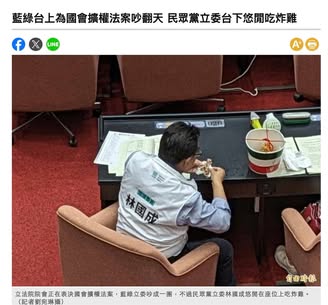 藍綠台上為國會擴權法案吵翻天 民眾黨立委台下悠閒吃炸雞
A+
林國成
自由時報
立法院院會正在表決國會擴權法案，藍綠立委吵成一團，不過民眾黨立委林國成悠閒在座位上吃炸雞。
（記者劉宛琳攝）